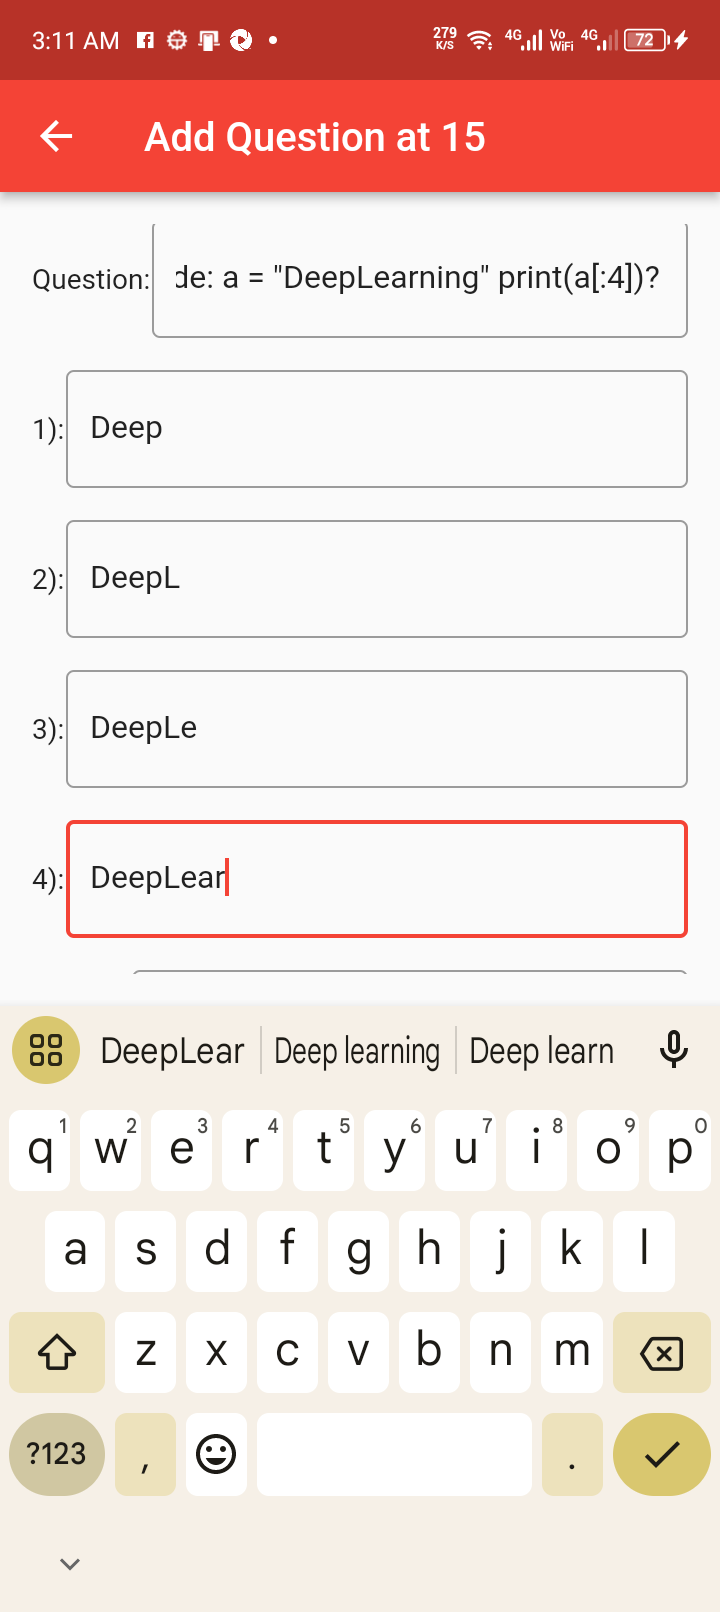 3:11 AM 279 K/S 4G Vo WiFi 4G 72
Add Question at 15
Question: de: a = "DeepLearning" print(a[:4])?
1): Deep
2): DeepL
3): DeepLe
4): DeepLear
DeepLear Deep learning Deep learn
q1 w2 e3 r4 t5 y6 u7 i8 o9 p0
a s d f g h j k l
z x c v b n m
?123 , .